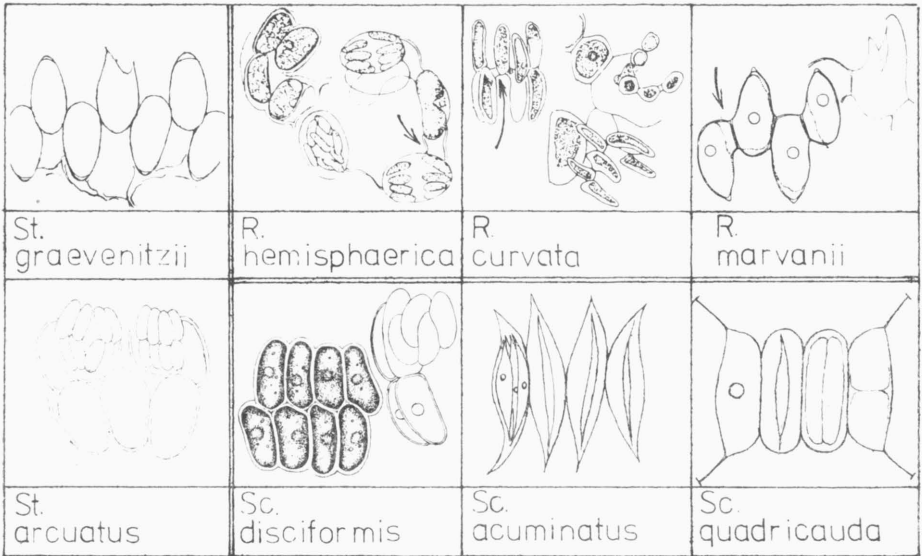 St.
graevenitzii
R.
hemisphaerica
R.
curvata
R.
marvanii
St.
arcuatus
Sc.
disciformis
Sc.
acuminatus
Sc.
quadricauda